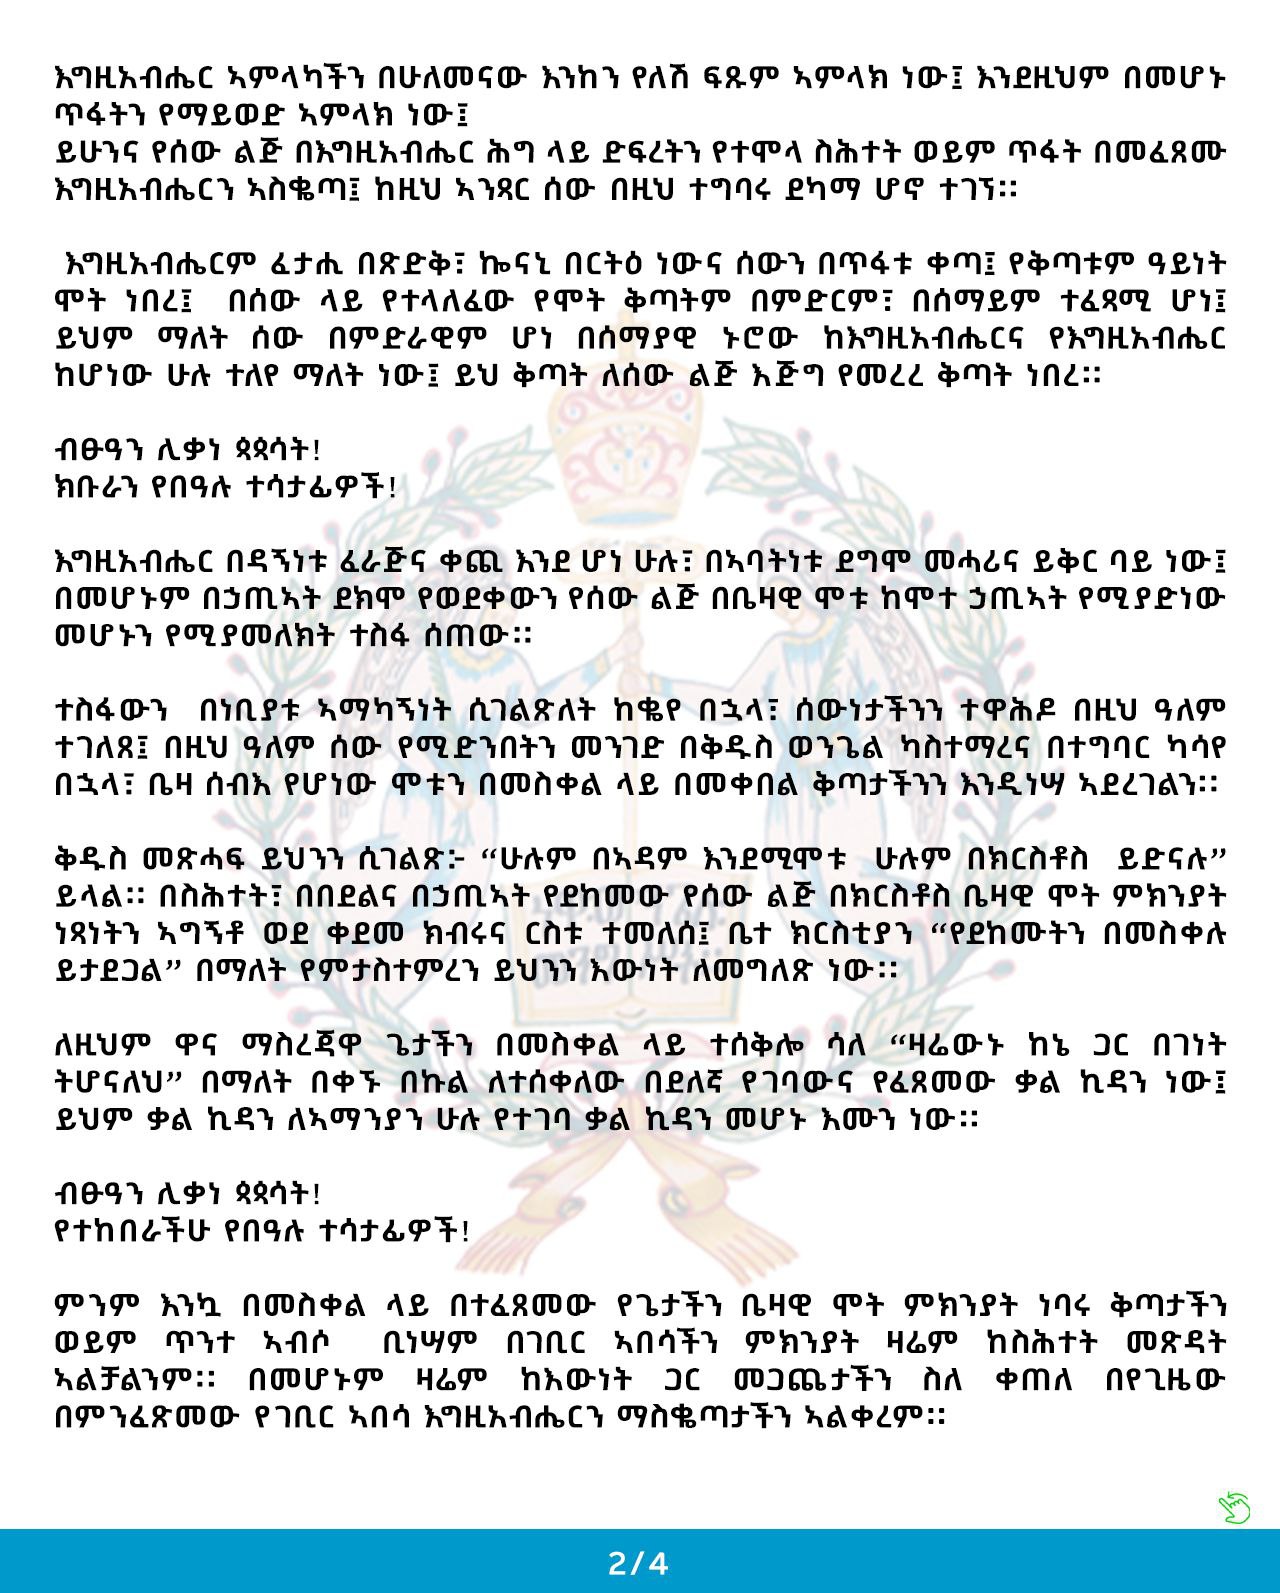 እግዚአብሔር ኣምላካችን በሁለመናው እንከን የለሽ ፍጹም ኣምላክ ነው፤ እንደዚህም በመሆኑ
ጥፋትን የማይወድ ኣምላክ ነው፤
ይሁንና የሰው ልጅ በእግዚአብሔር ሕግ ላይ ድፍረትን የተሞላ ስሕተት ወይም ጥፋት በመፈጸሙ
እግዚአብሔርን ኣስቈጣ፤ ከዚህ ኣንጻር ሰው በዚህ ተግባሩ ደካማ ሆኖ ተገኘ።
እግዚአብሔርም ፈታሒ በጽድቅ፣ ኰናኒ በርትዕ ነውና ሰውን በጥፋቱ ቀጣ፤ የቅጣቱም ዓይነት
ሞት ነበረ፤ በሰው ላይ የተላለፈው የሞት ቅጣትም በምድርም፣ በሰማይም ተፈጻሚ ሆነ፤
ይህም ማለት ሰው በምድራዊም ሆነ በሰማያዊ ኑሮው ከእግዚአብሔርና የእግዚአብሔር
ከሆነው ሁሉ ተለየ ማለት ነው፤ ይህ ቅጣት ለሰው ልጅ እጅግ የመረረ ቅጣት ነበረ።
ብፁዓን ሊቃነ ጳጳሳት!
ክቡራን የበዓሉ ተሳታፊዎች!
እግዚአብሔር በዳኝነቱ ፈራጅና ቀጪ እንደ ሆነ ሁሉ፣ በኣባትነቱ ደግሞ መሓሪና ይቅር ባይ ነው፤
በመሆኑም በኃጢኣት ደክሞ የወደቀውን የሰው ልጅ በቤዛዊ ሞቱ ከሞተ ኃጢኣት የሚያድነው
መሆኑን የሚያመለክት ተስፋ ሰጠው።
ተስፋውን በነቢያቱ ኣማካኝነት ሲገልጽለት ከቈየ በኋላ፣ ሰውነታችንን ተዋሕዶ በዚህ ዓለም
ተገለጸ፤ በዚህ ዓለም ሰው የሚድንበትን መንገድ በቅዱስ ወንጌል ካስተማረና በተግባር ካሳየ
በኋላ፣ ቤዛ ሰብእ የሆነው ሞቱን በመስቀል ላይ በመቀበል ቅጣታችንን እንዲነሣ ኣደረገልን።
ቅዱስ መጽሓፍ ይህንን ሲገልጽ፦ “ሁሉም በኣዳም እንደሚሞቱ ሁሉም በክርስቶስ ይድናሉ”
ይላል። በስሕተት፣ በበደልና በኃጢኣት የደከመው የሰው ልጅ በክርስቶስ ቤዛዊ ሞት ምክንያት
ነጻነትን ኣግኝቶ ወደ ቀደመ ክብሩና ርስቱ ተመለሰ፤ ቤተ ክርስቲያን “የደከሙትን በመስቀሉ
ይታደጋል” በማለት የምታስተምረን ይህንን እውነት ለመግለጽ ነው።
ለዚህም ዋና ማስረጃዋ ጌታችን በመስቀል ላይ ተሰቅሎ ሳለ “ዛሬውኑ ከኔ ጋር በገነት
ትሆናለህ” በማለት በቀኙ በኩል ለተሰቀለው በደለኛ የገባውና የፈጸመው ቃል ኪዳን ነው፤
ይህም ቃል ኪዳን ለኣማንያን ሁሉ የተገባ ቃል ኪዳን መሆኑ እሙን ነው።
ብፁዓን ሊቃነ ጳጳሳት!
የተከበራችሁ የበዓሉ ተሳታፊዎች!
ምንም እንኳ በመስቀል ላይ በተፈጸመው የጌታችን ቤዛዊ ሞት ምክንያት ነባሩ ቅጣታችን
ወይም ጥንተ ኣብሶ ቢነሣም በገቢር ኣበሳችን ምክንያት ዛሬም ከስሕተት መጽዳት
ኣልቻልንም። በመሆኑም ዛሬም ከእውነት ጋር መጋጨታችን ስለ ቀጠለ በየጊዜው
በምንፈጽመው የገቢር ኣበሳ እግዚአብሔርን ማስቈጣታችን ኣልቀረም።
2/4